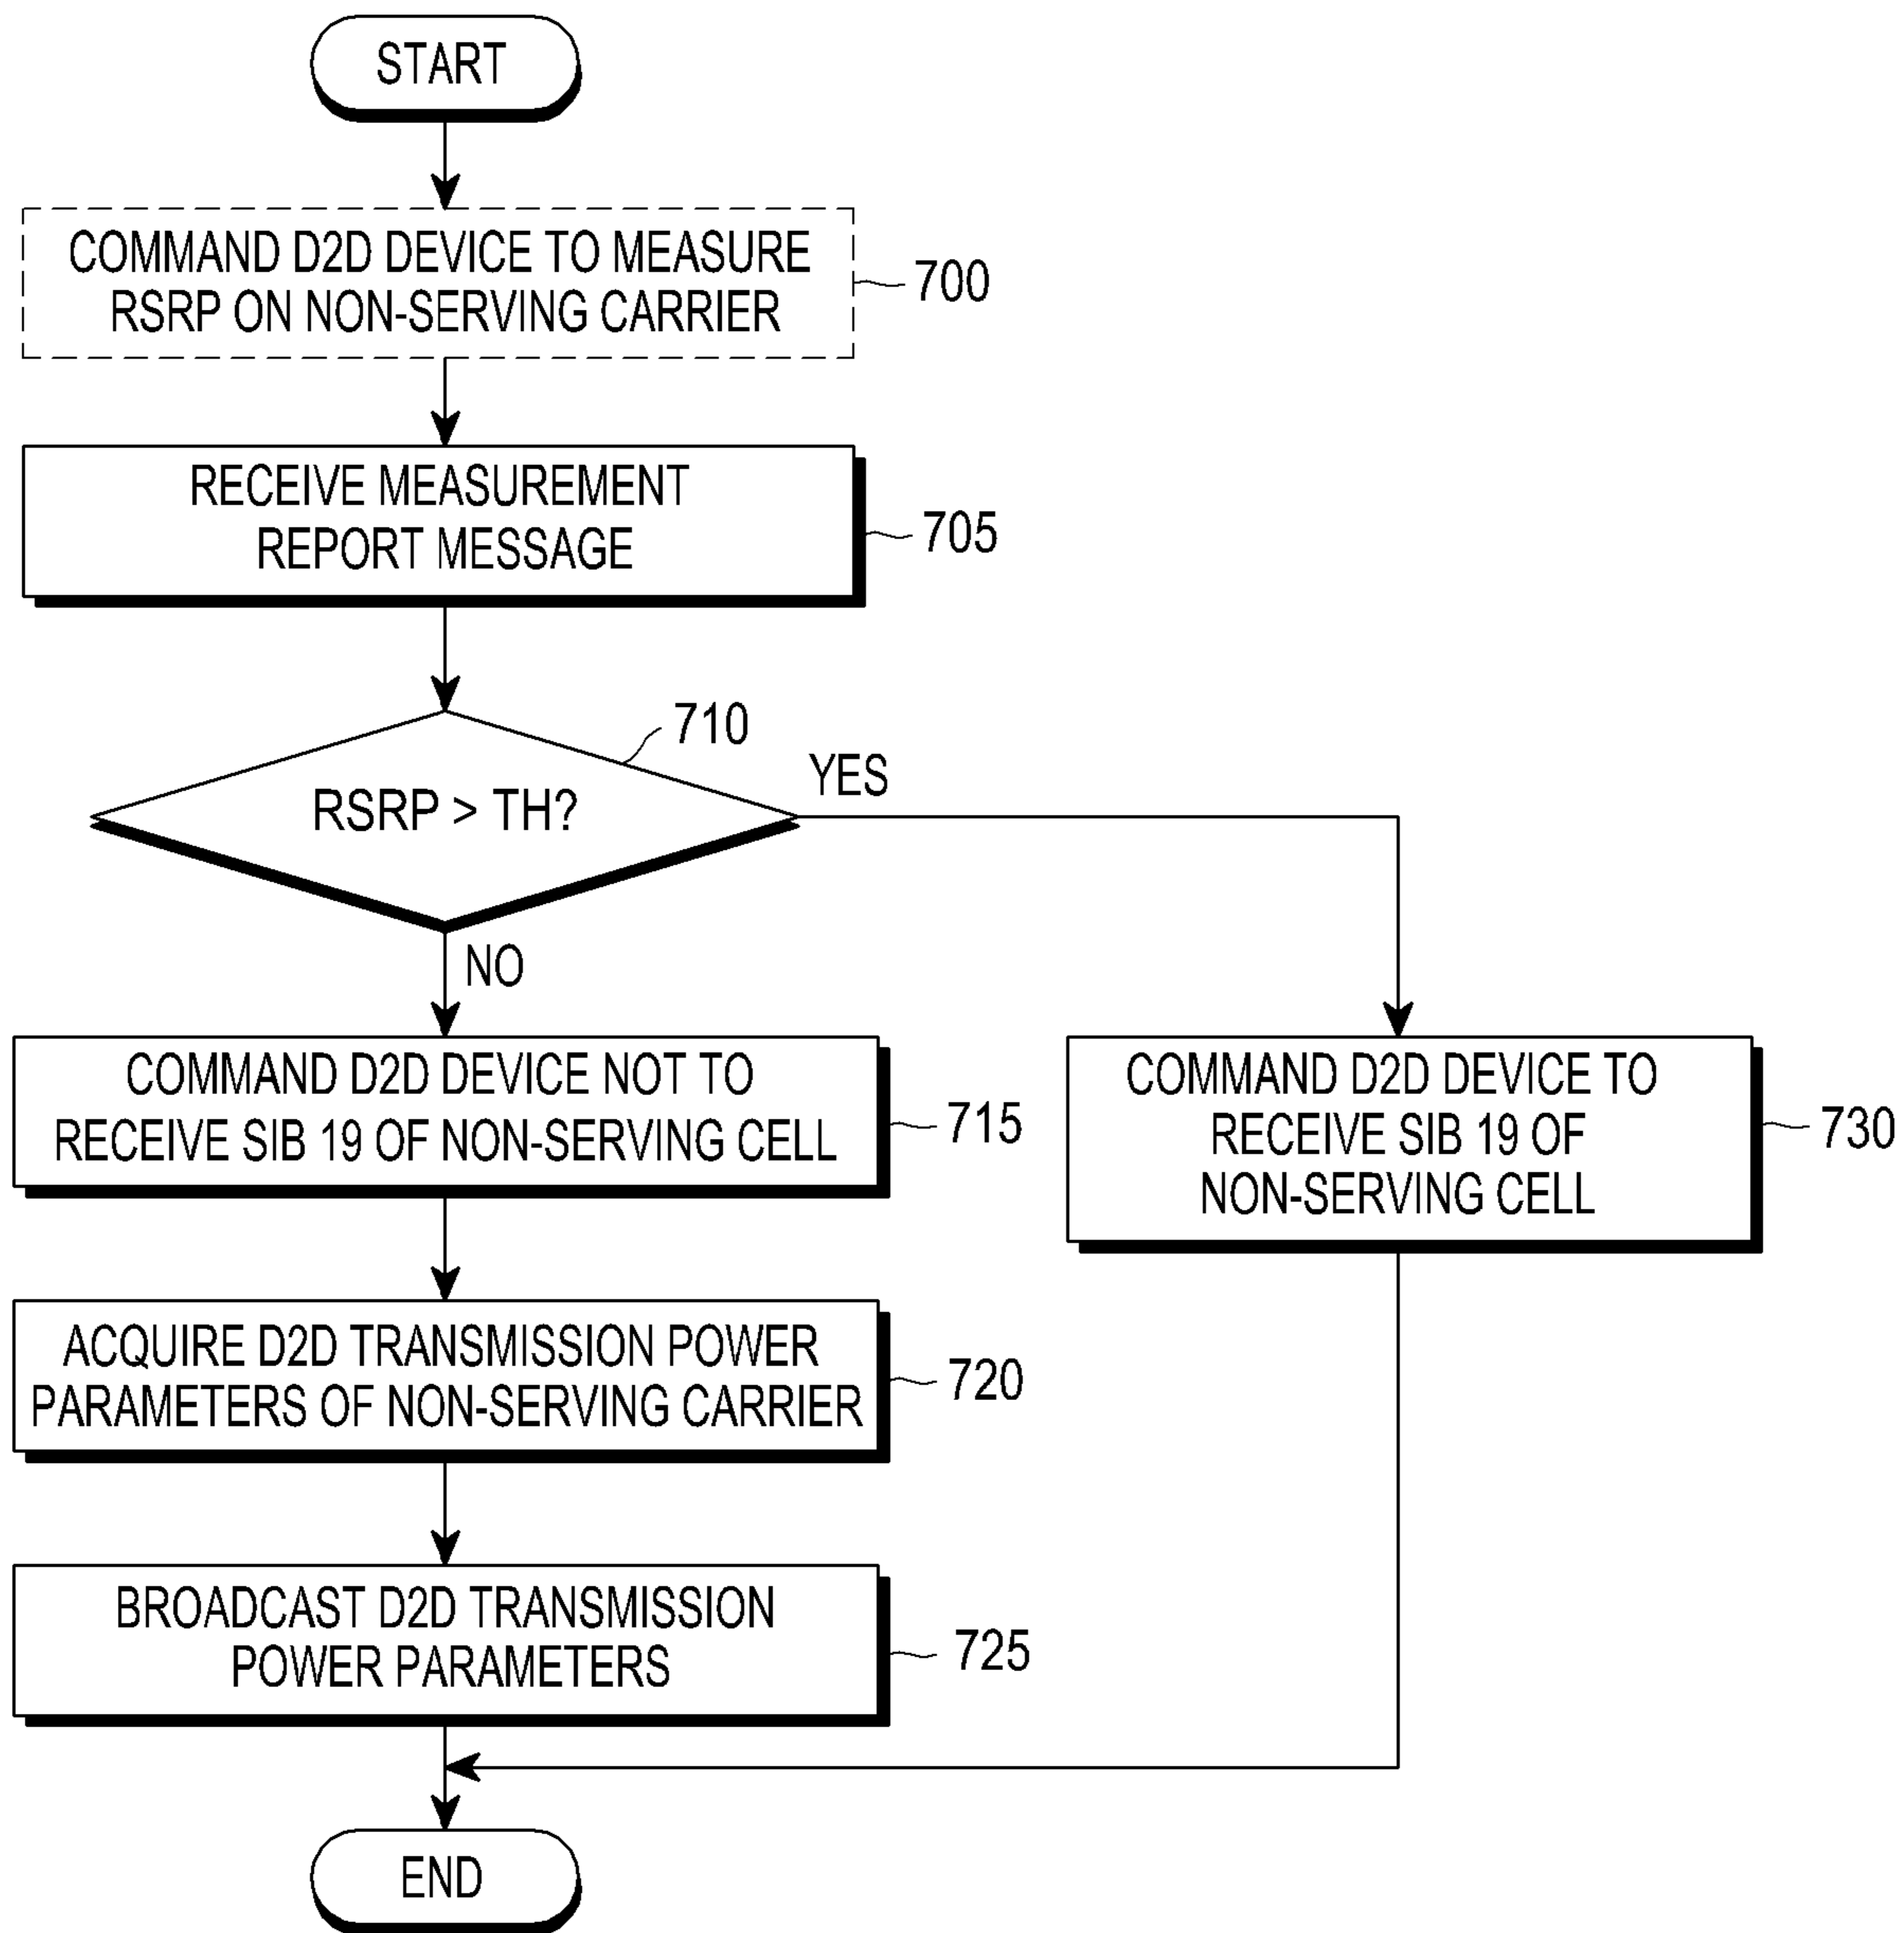 START
COMMAND D2D DEVICE TO MEASURE
RSRP ON NON-SERVING CARRIER
700
RECEIVE MEASUREMENT
REPORT MESSAGE
705
710
RSRP > TH?
YES
NO
COMMAND D2D DEVICE NOT TO
RECEIVE SIB 19 OF NON-SERVING CELL
715
COMMAND D2D DEVICE TO
RECEIVE SIB 19 OF
NON-SERVING CELL
730
ACQUIRE D2D TRANSMISSION POWER
PARAMETERS OF NON-SERVING CARRIER
720
BROADCAST D2D TRANSMISSION
POWER PARAMETERS
725
END